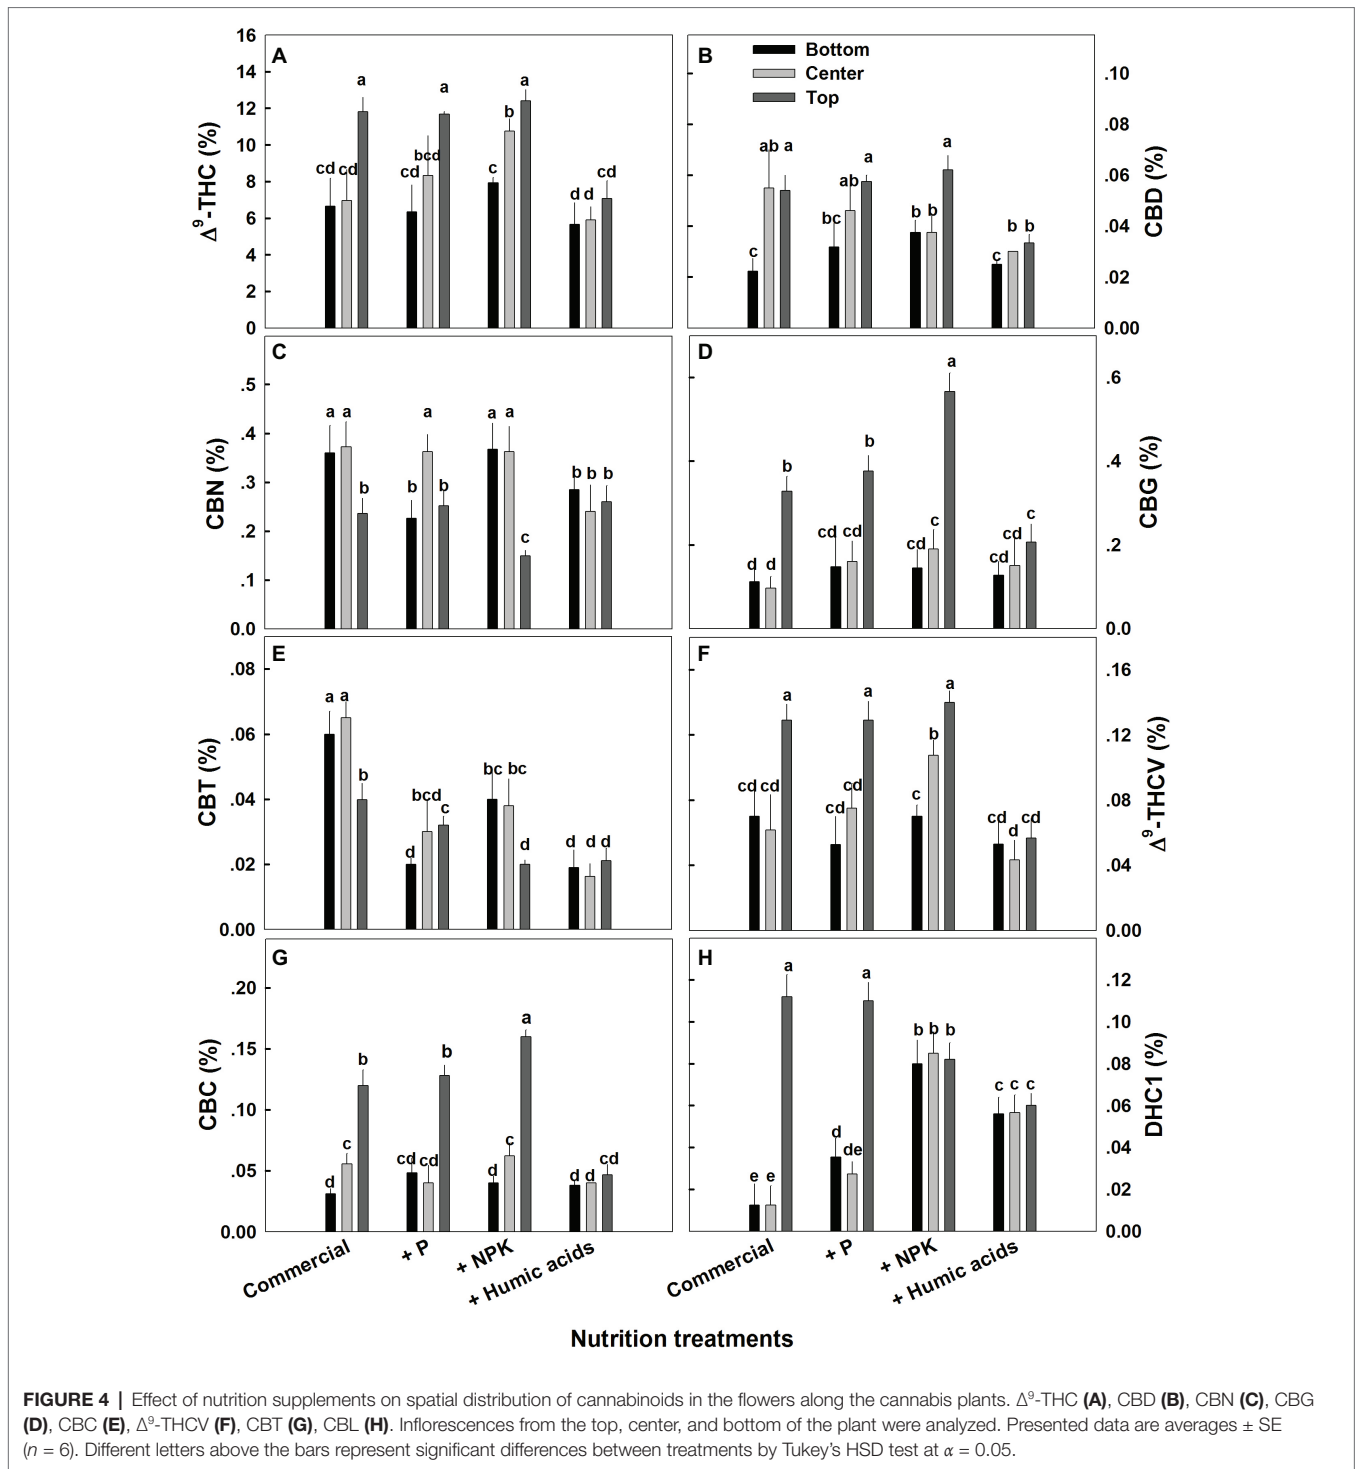 A
16
14
12
10
8
6
4
2
0
Δ9-THC (%)
cd cd a
cd bcd a
c b a
d d cd
B
Bottom
Center
Top
.10
.08
.06
.04
.02
0.00
CBD (%)
c ab a
bc ab a
b b a
c b b
C
.5
.4
.3
.2
.1
0.0
CBN (%)
a a b
b a b
a a c
b b b
D
.6
.4
.2
0.0
CBG (%)
d d b
cd cd b
cd c a
cd cd c
E
.08
.06
.04
.02
0.00
CBT (%)
a a b
d bcd c
bc bc d
d d d
F
.16
.12
.08
.04
0.00
Δ9-THCV (%)
cd cd a
cd cd a
c b a
cd d cd
G
.20
.15
.10
.05
0.00
CBC (%)
d c b
cd cd b
d c a
d d cd
H
.12
.10
.08
.06
.04
.02
0.00
DHC1 (%)
e e a
d de a
b b b
c c c
Commercial
+ P
+ NPK
+ Humic acids
Commercial
+ P
+ NPK
+ Humic acids
Nutrition treatments
FIGURE 4 | Effect of nutrition supplements on spatial distribution of cannabinoids in the flowers along the cannabis plants. Δ9-THC (A), CBD (B), CBN (C), CBG
(D), CBC (E), Δ9-THCV (F), CBT (G), CBL (H). Inflorescences from the top, center, and bottom of the plant were analyzed. Presented data are averages ± SE
(n = 6). Different letters above the bars represent significant differences between treatments by Tukey's HSD test at α = 0.05.